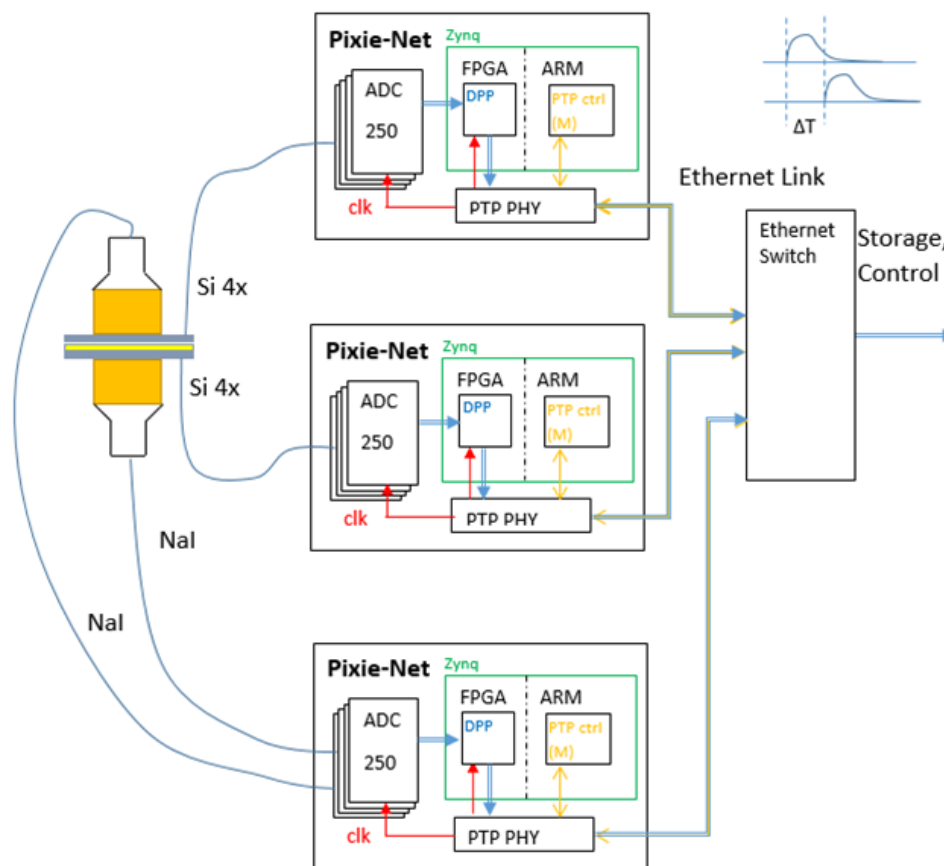 Pixie-Net
Zynq
ADC
250
FPGA
DPP
ARM
PTP ctrl
(M)
clk
PTP PHY
ΔT
Ethernet Link
Ethernet
Switch
Storage,
Control
Si 4x
Si 4x
Pixie-Net
Zynq
ADC
250
FPGA
DPP
ARM
PTP ctrl
(M)
clk
PTP PHY
NaI
NaI
Pixie-Net
Zynq
ADC
250
FPGA
DPP
ARM
PTP ctrl
(M)
clk
PTP PHY